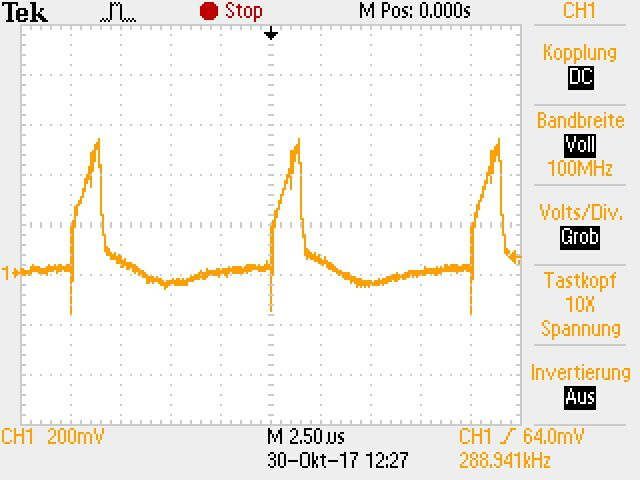 Tek Stop M Pos: 0.000s CH1
Kopplung
DC
Bandbreite
Voll
100MHz
Volts/Div.
Grob
Tastkopf
10X
Spannung
Invertierung
Aus
1
CH1 200mV M 2.50us CH1 64.0mV
30-Okt-17 12:27 288.941kHz